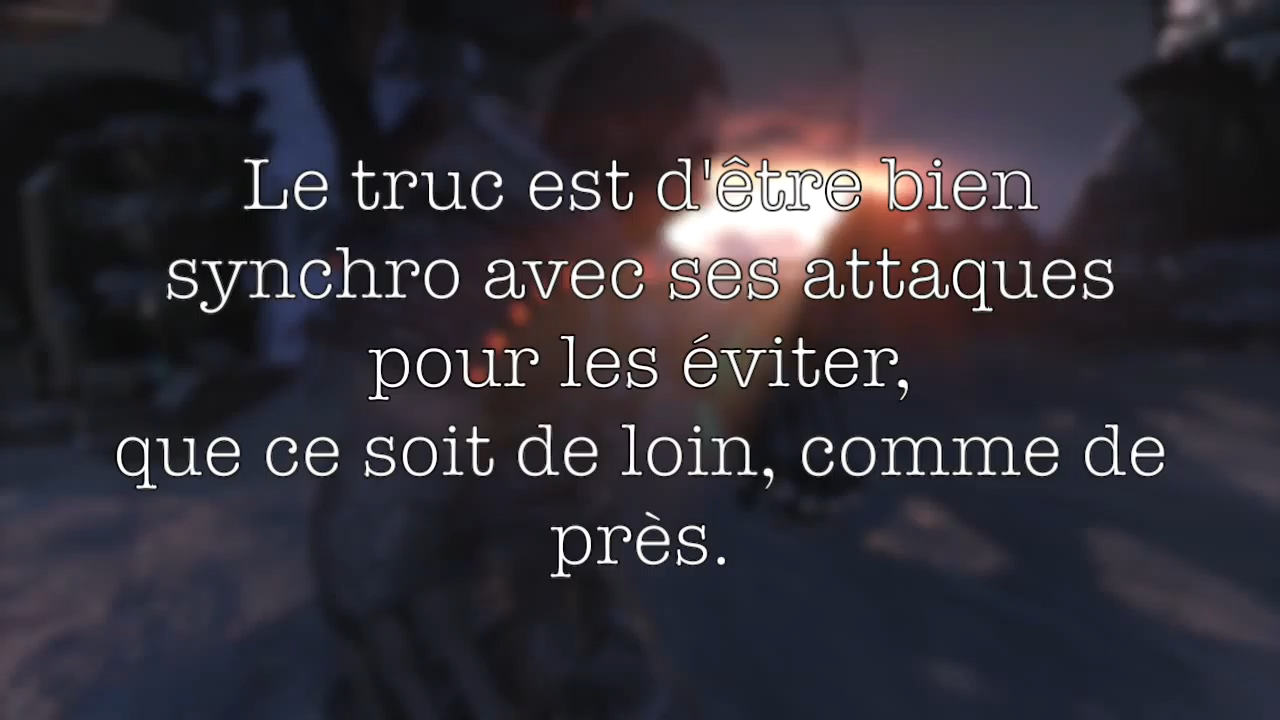 Le truc est d'être bien
synchro avec ses attaques
pour les éviter,
que ce soit de loin, comme de
près.